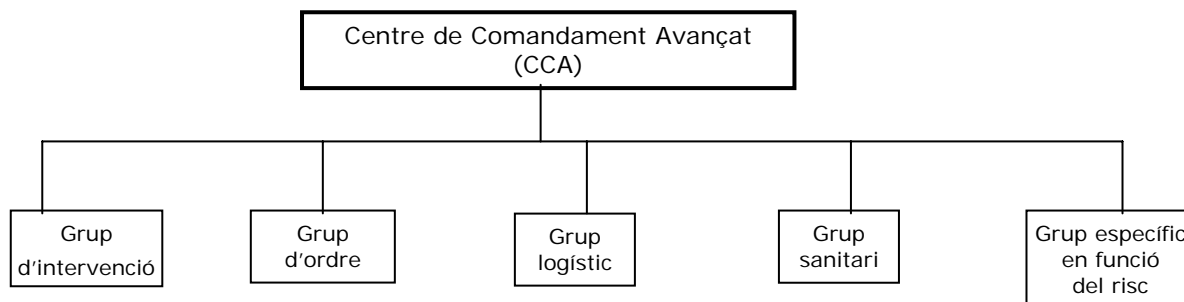 Centre de Comandament Avançat
(CCA)
Grup
d'intervenció
Grup
d'ordre
Grup
logístic
Grup
sanitari
Grup específic
en funció
del risc